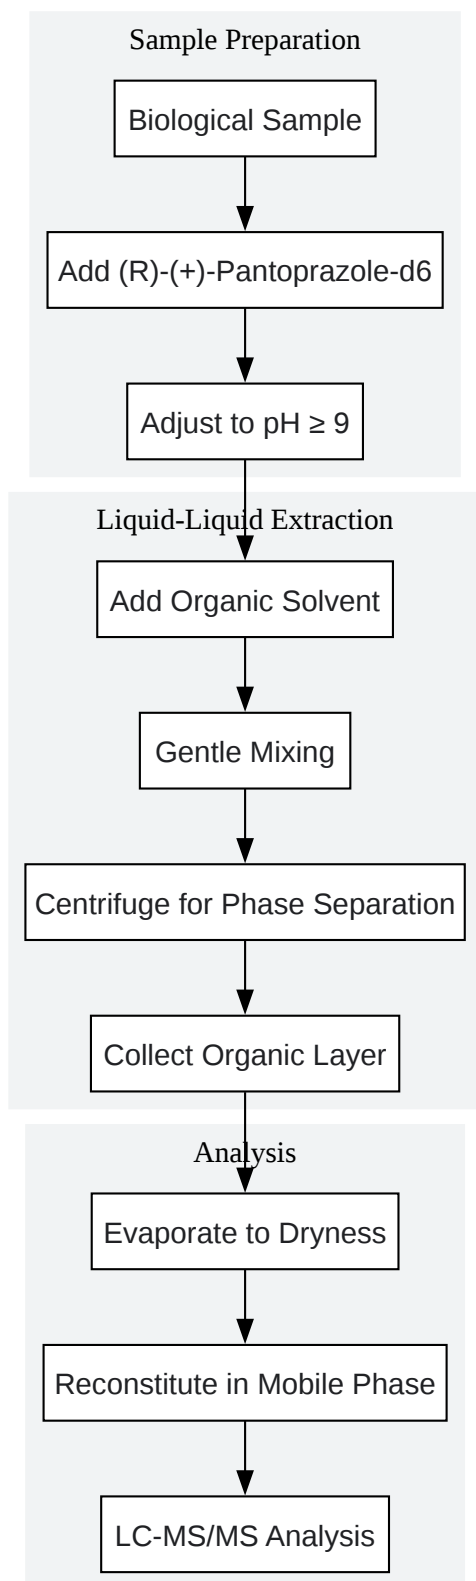 Sample Preparation
Biological Sample
Add (R)-(+)-Pantoprazole-d6
Adjust to pH ≥ 9
Liquid-Liquid Extraction
Add Organic Solvent
Gentle Mixing
Centrifuge for Phase Separation
Collect Organic Layer
Analysis
Evaporate to Dryness
Reconstitute in Mobile Phase
LC-MS/MS Analysis